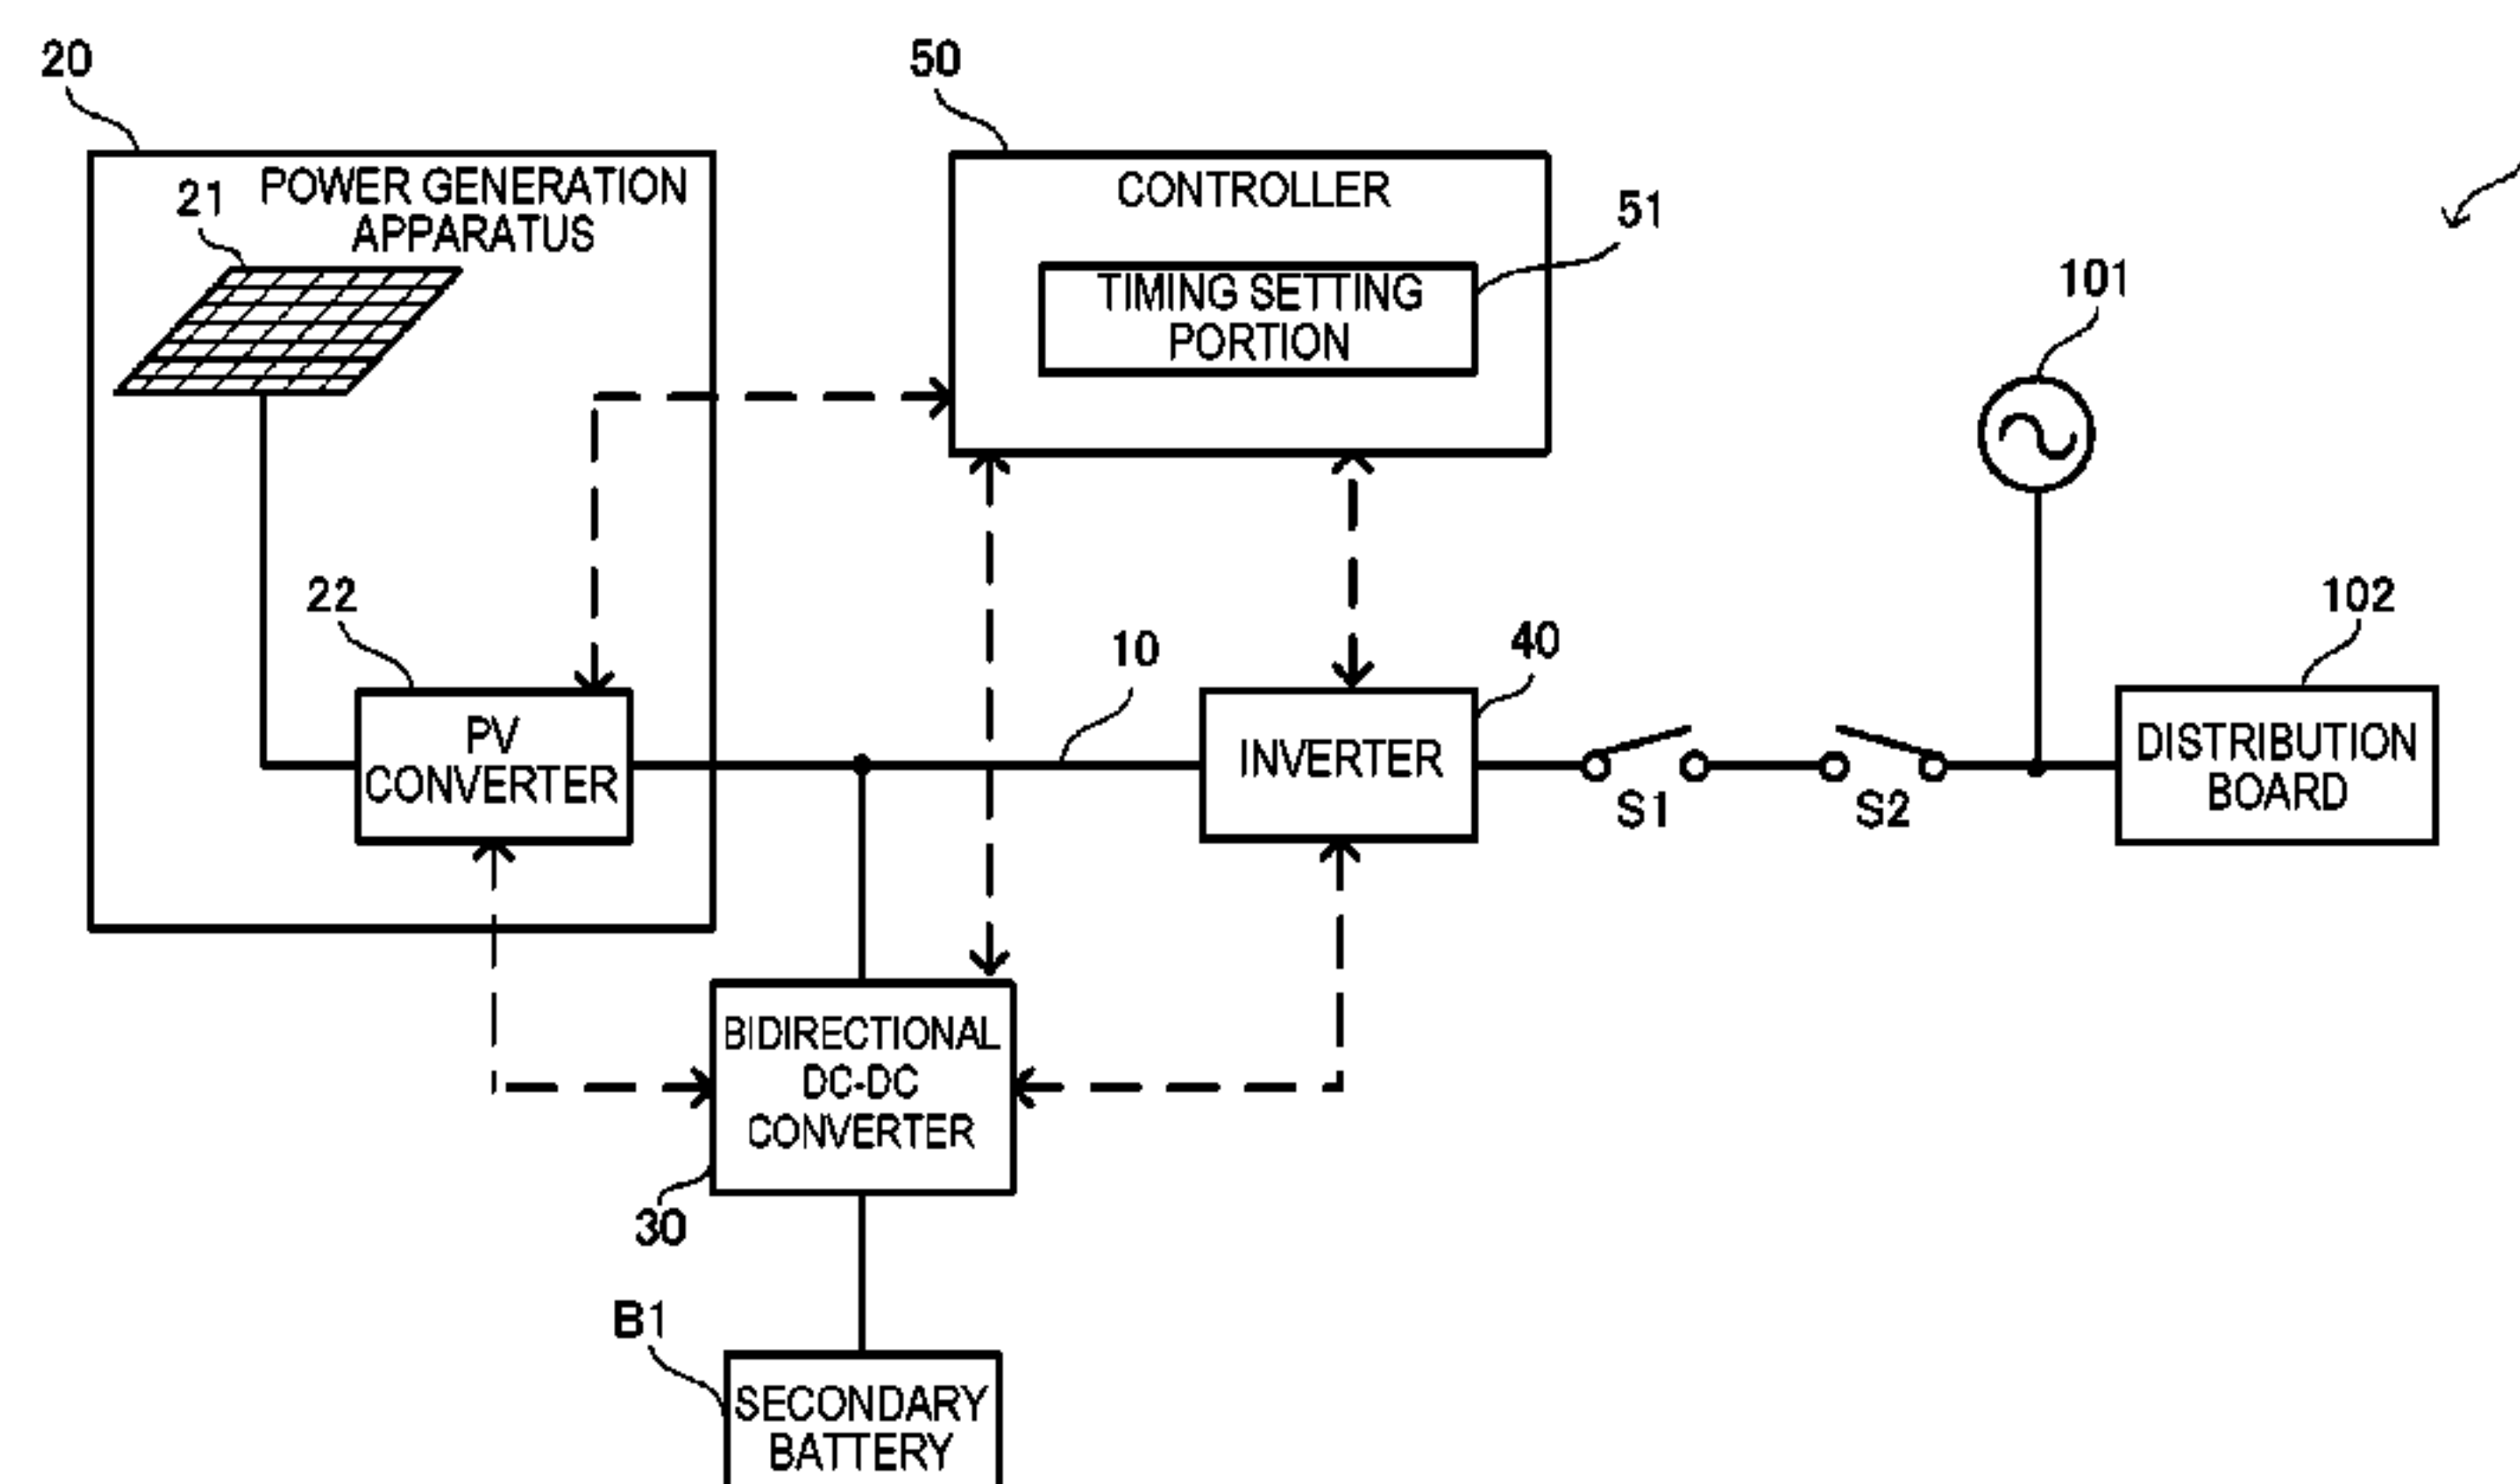 20
50
POWER GENERATION
APPARATUS
21
CONTROLLER
51
TIMING SETTING
PORTION
101
22
10
40
102
PV
CONVERTER
INVERTER
DISTRIBUTION
BOARD
S1
S2
BIDIRECTIONAL
DC-DC
CONVERTER
30
B1
SECONDARY
BATTERY